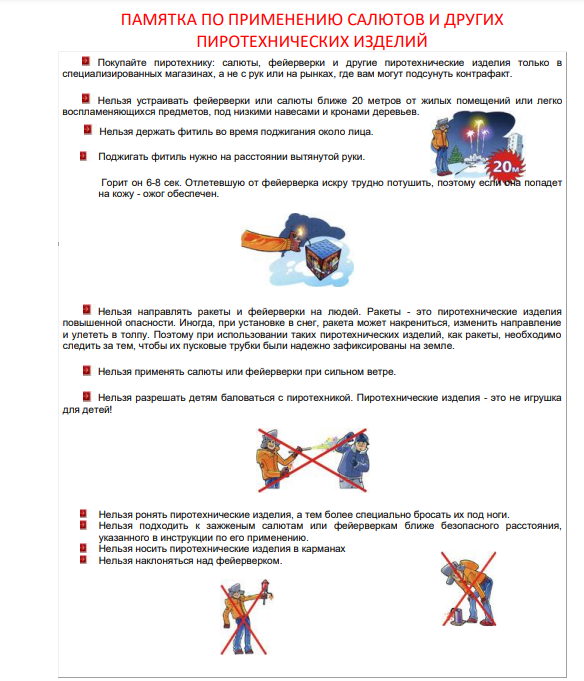 ПАМЯТКА ПО ПРИМЕНЕНИЮ САЛЮТОВ И ДРУГИХ
ПИРОТЕХНИЧЕСКИХ ИЗДЕЛИЙ
Покупайте пиротехнику: салюты, фейерверки и другие пиротехнические изделия только в
специализированных магазинах, а не с рук или на рынках, где вам могут подсунуть контрафакт.
Нельзя устраивать фейерверки или салюты ближе 20 метров от жилых помещений или легко
воспламеняющихся предметов, под низкими навесами и кронами деревьев.
Нельзя держать фитиль во время поджигания около лица.
Поджигать фитиль нужно на расстоянии вытянутой руки.
20м
Горит он 6-8 сек. Отлетевшую от фейерверка искру трудно потушить, поэтому если она попадет
на кожу - ожог обеспечен.
Нельзя направлять ракеты и фейерверки на людей. Ракеты - это пиротехнические изделия
повышенной опасности. Иногда, при установке в снег, ракета может накрениться, изменить направление
и улететь в толпу. Поэтому при использовании таких пиротехнических изделий, как ракеты, необходимо
следить за тем, чтобы их пусковые трубки были надежно зафиксированы на земле.
Нельзя применять салюты или фейерверки при сильном ветре.
Нельзя разрешать детям баловаться с пиротехникой. Пиротехнические изделия - это не игрушка
для детей!
Нельзя ронять пиротехнические изделия, а тем более специально бросать их под ноги.
Нельзя подходить к зажженым салютам или фейерверкам ближе безопасного расстояния,
указанного в инструкции по его применению.
Нельзя носить пиротехнические изделия в карманах
Нельзя наклоняться над фейерверком.